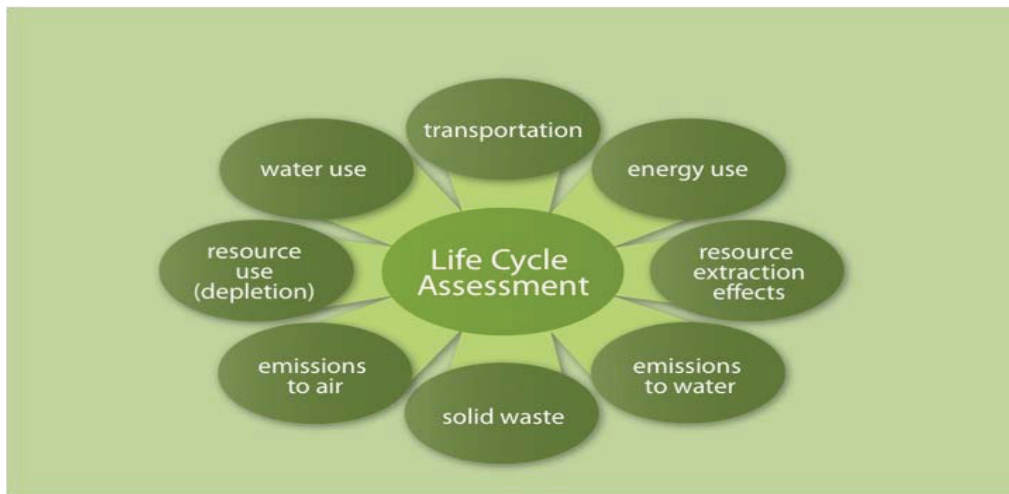 transportation
water use
energy use
resource
use
(depletion)
Life Cycle
Assessment
resource
extraction
effects
emissions
to air
solid waste
emissions
to water